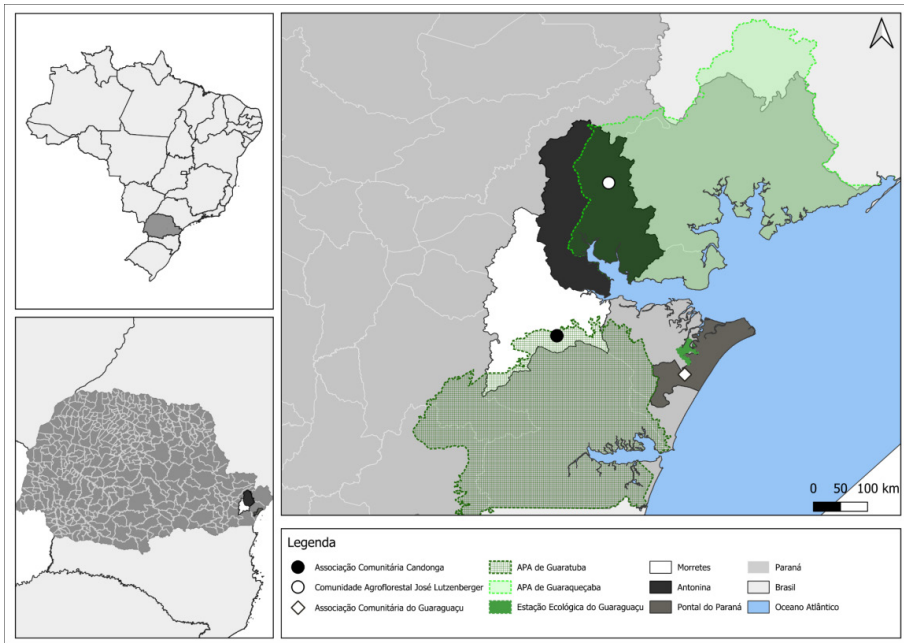 0 50 100 km
Legenda
Associação Comunitária Candonga
Comunidade Agroflorestal José Lutzenberger
Associação Comunitária do Guaraguaçu
APA de Guaratuba
APA de Guaraqueçaba
Estação Ecológica do Guaraguaçu
Morretes
Antonina
Pontal do Paraná
Paraná
Brasil
Oceano Atlântico